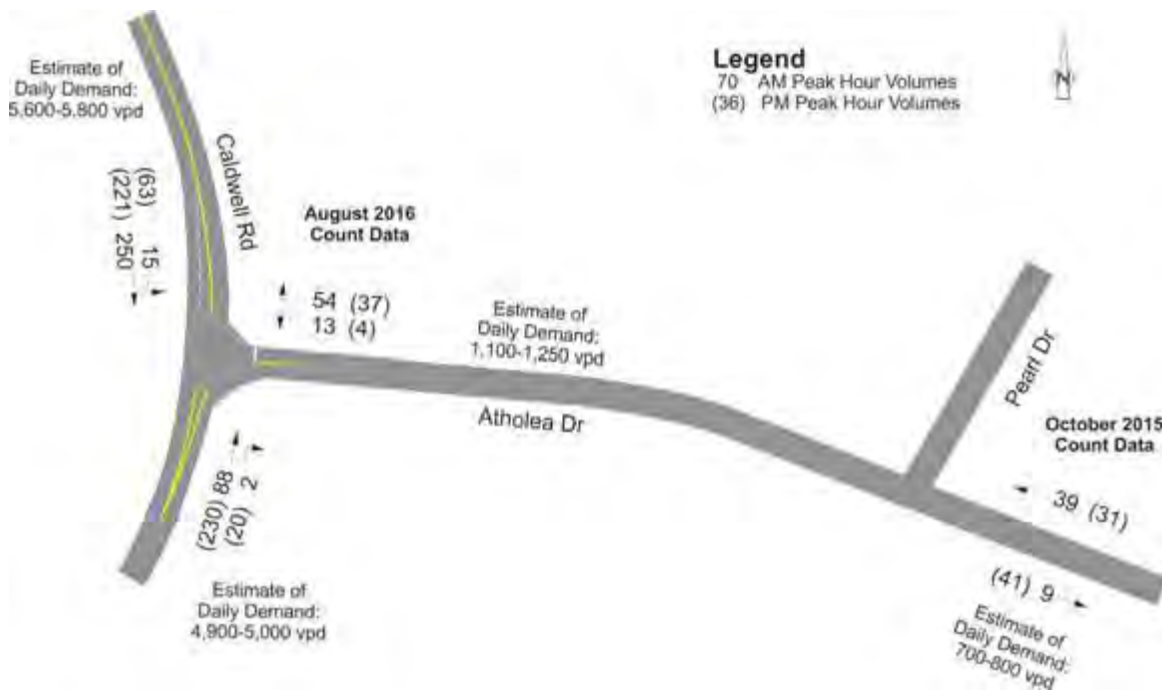 Legend
70 AM Peak Hour Volumes
(36) PM Peak Hour Volumes
N
Estimate of
Daily Demand:
5,600-5,800 vpd
Caldwell Rd
(63) 15
(221) 250
August 2016
Count Data
54 (37)
13 (4)
Estimate of
Daily Demand:
1,100-1,250 vpd
Atholea Dr
Pearl Dr
October 2015
Count Data
39 (31)
(41) 9
Estimate of
Daily Demand:
700-800 vpd
(230) 88
(20) 2
Estimate of
Daily Demand:
4,900-5,000 vpd